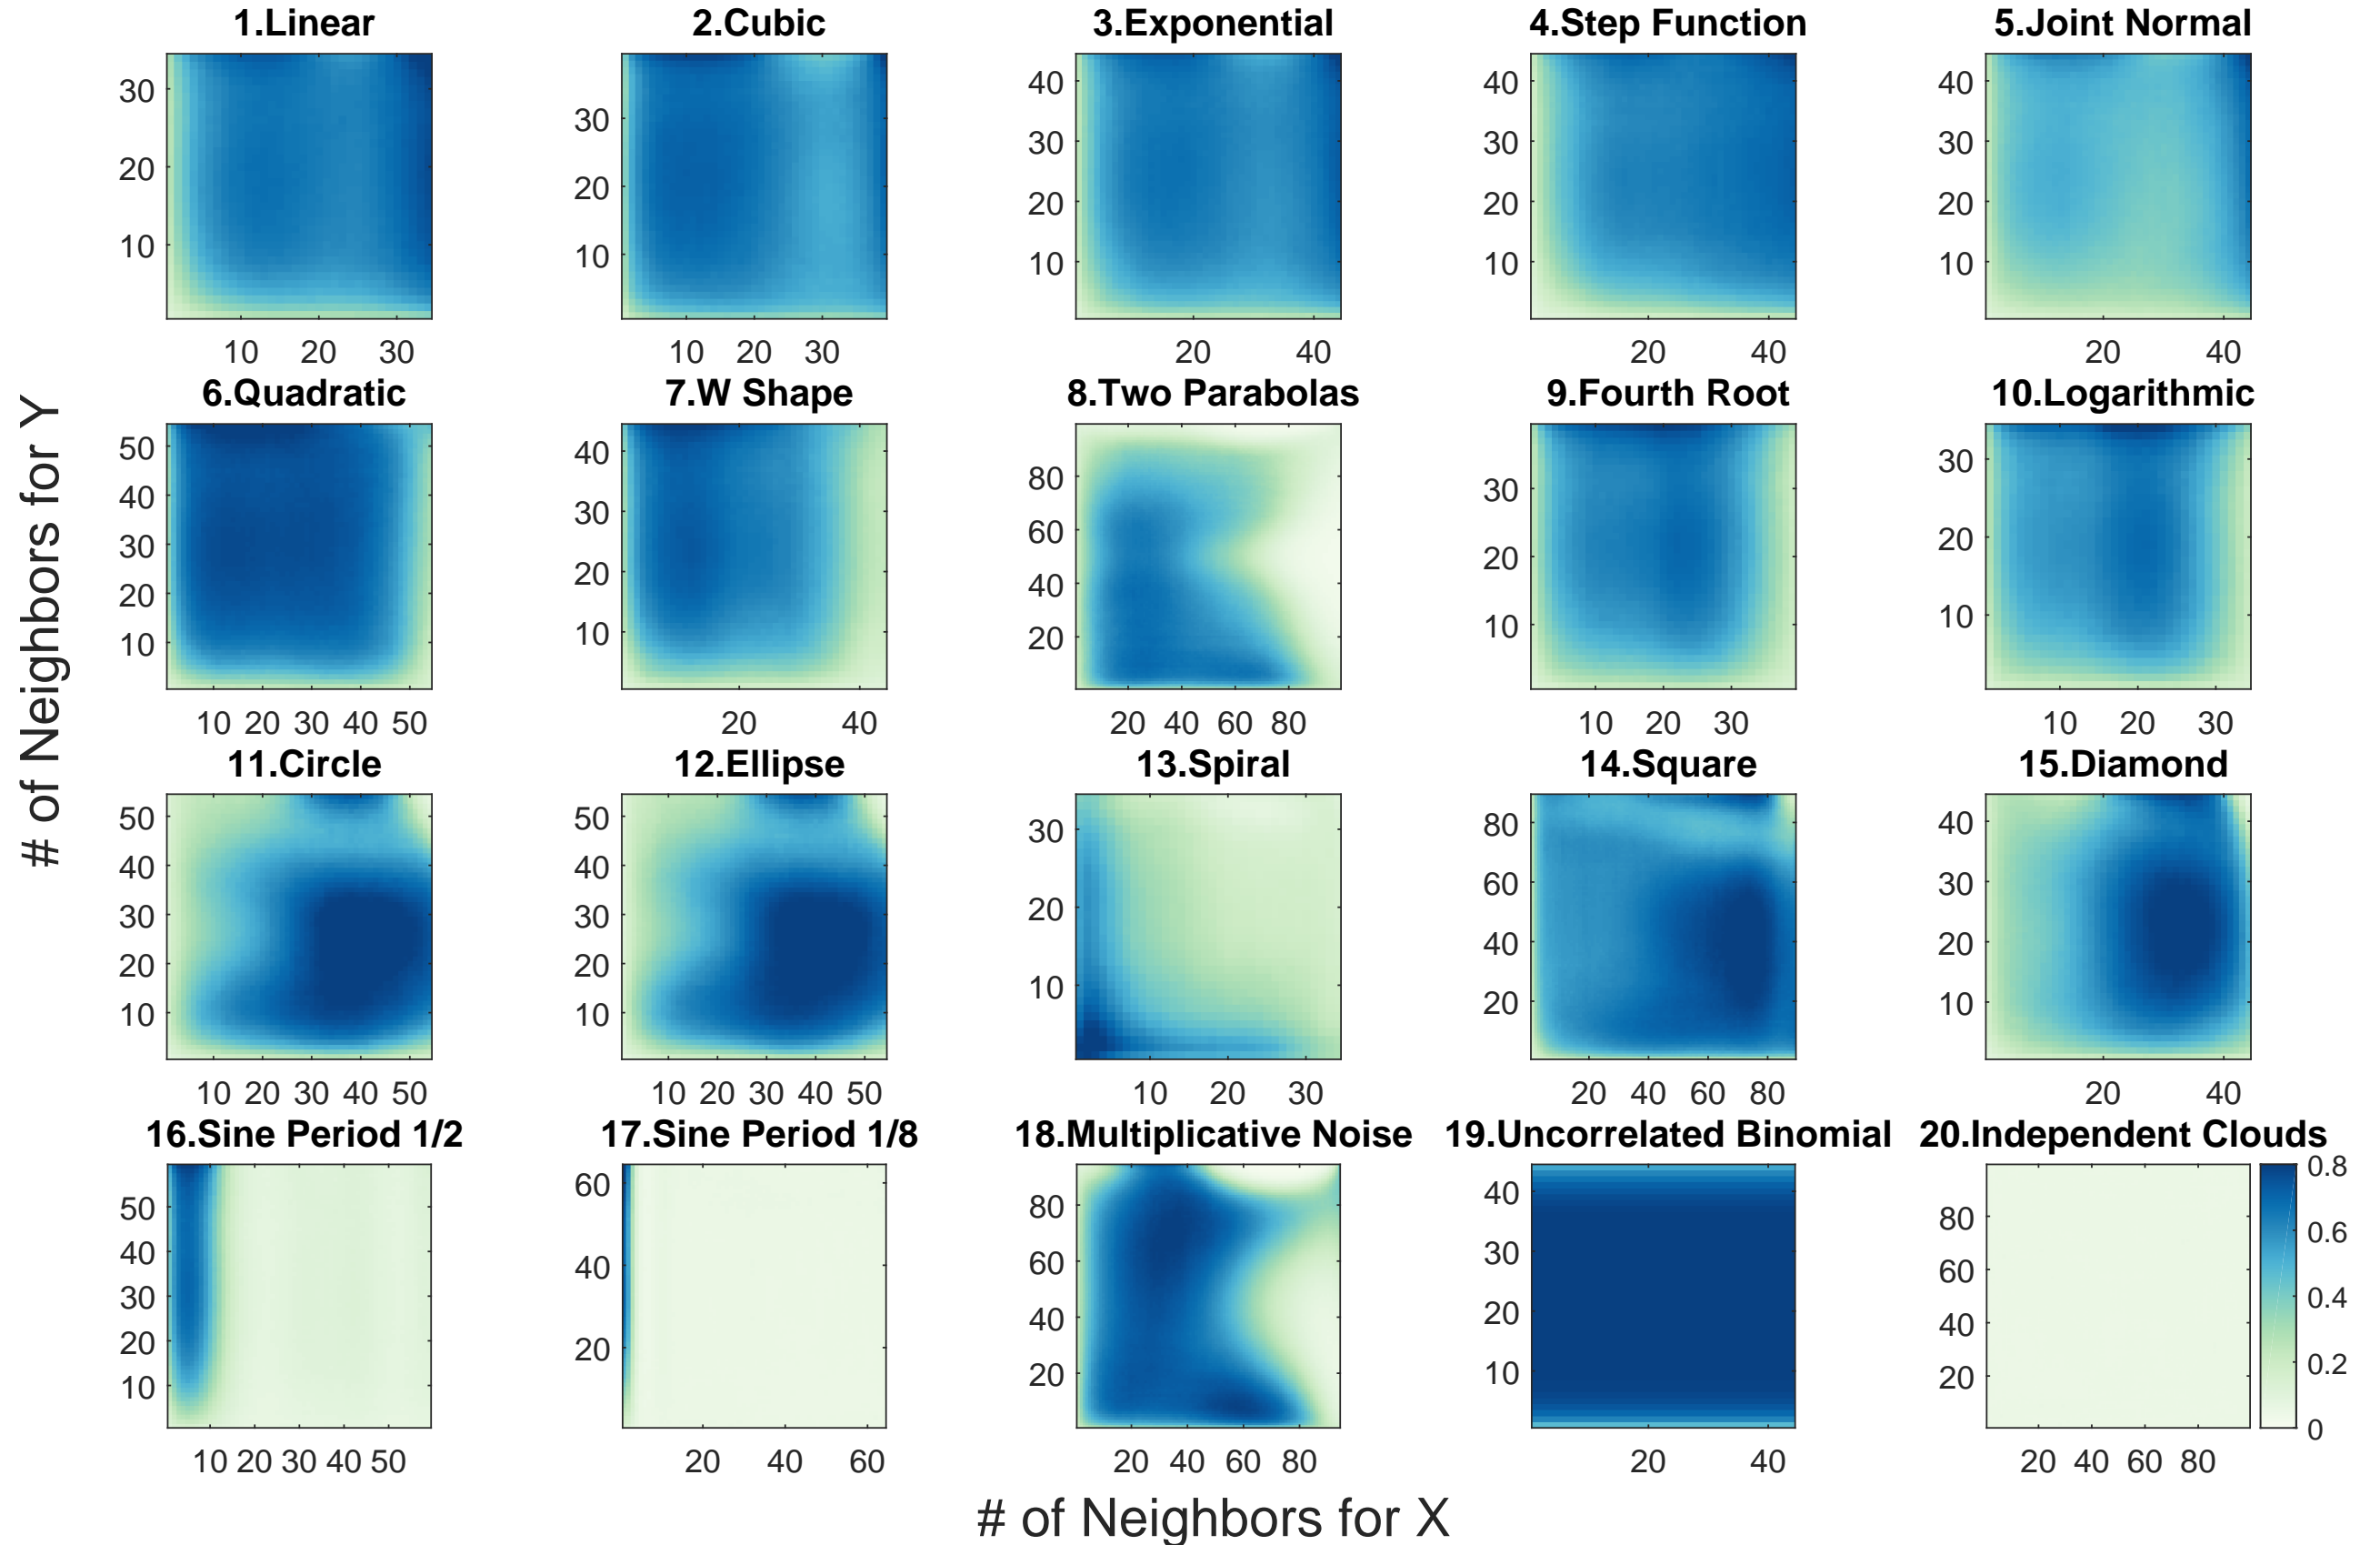 1.Linear
2.Cubic
3.Exponential
4.Step Function
5.Joint Normal
30
20
10
10 20 30
30
20
10
10 20 30
40
30
20
10
20 40
40
30
20
10
20 40
40
30
20
10
20 40
# of Neighbors for Y
6.Quadratic
7.W Shape
8.Two Parabolas
9.Fourth Root
10.Logarithmic
50
40
30
20
10
10 20 30 40 50
40
30
20
10
20 40
80
60
40
20
20 40 60 80
30
20
10
10 20 30
30
20
10
10 20 30
11.Circle
12.Ellipse
13.Spiral
14.Square
15.Diamond
50
40
30
20
10
10 20 30 40 50
50
40
30
20
10
10 20 30 40 50
30
20
10
10 20 30
80
60
40
20
20 40 60 80
40
30
20
10
20 40
16.Sine Period 1/2
17.Sine Period 1/8
18.Multiplicative Noise
19.Uncorrelated Binomial
20.Independent Clouds
50
40
30
20
10
10 20 30 40 50
60
40
20
20 40 60
80
60
40
20
20 40 60 80
40
30
20
10
20 40
80
60
40
20
20 40 60 80
0.8
0.6
0.4
0.2
0
# of Neighbors for X